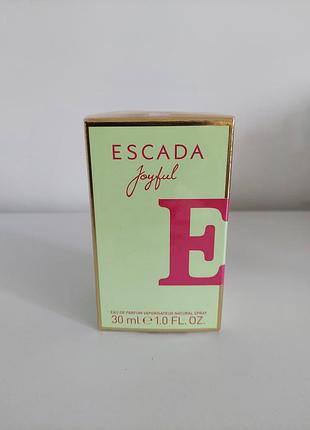 ESCADA
Joyful
E
EAU DE PARFUM VAPORISATEUR NATURAL SPRAY
30 ml ℮ 1.0 FL. OZ.